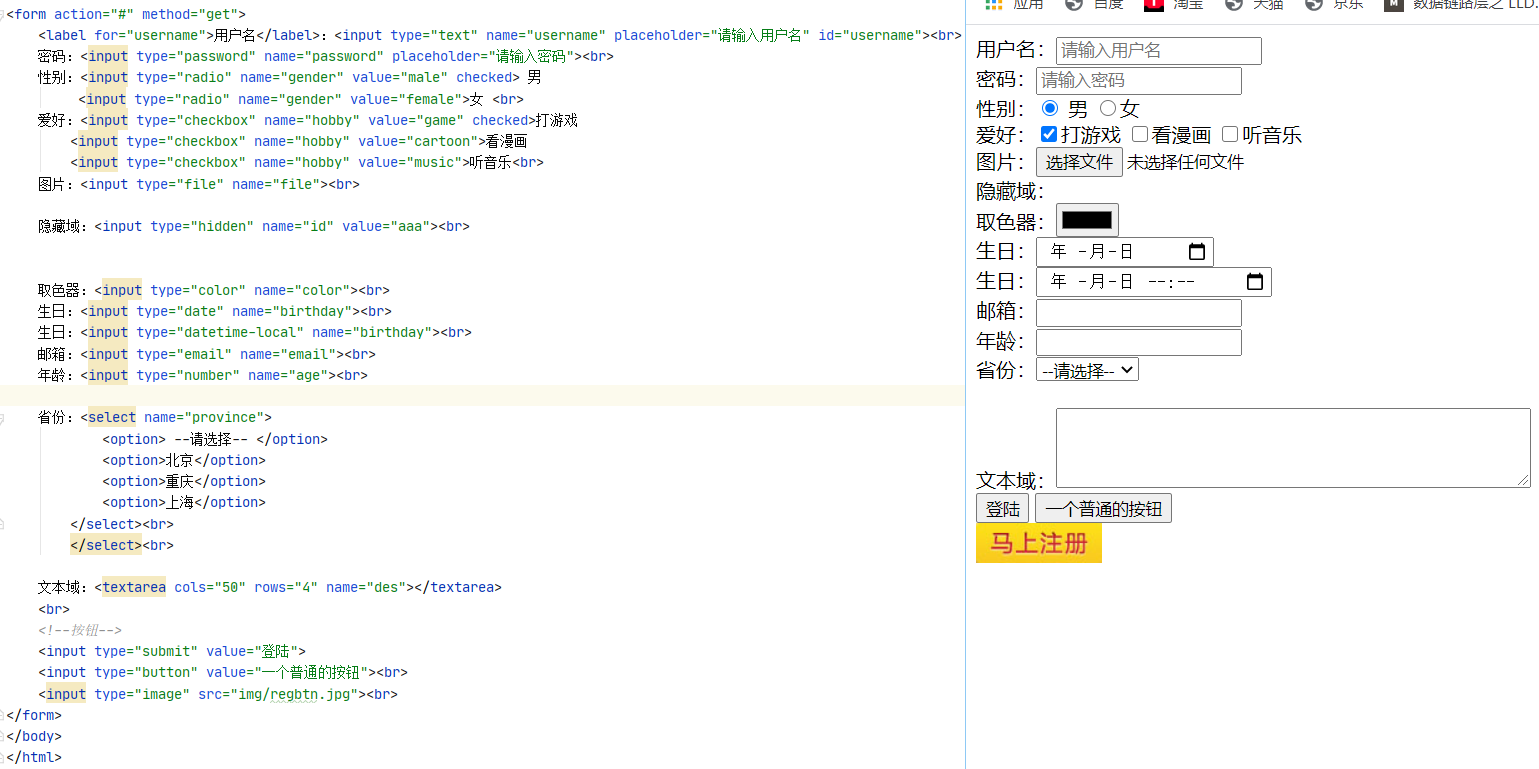 <form action="#" method="get">
<label for="username">用户名</label>：<input type="text" name="username" placeholder="请输入用户名" id="username"><br>
密码：<input type="password" name="password" placeholder="请输入密码"><br>
性别：<input type="radio" name="gender" value="male" checked> 男
<input type="radio" name="gender" value="female">女 <br>
爱好：<input type="checkbox" name="hobby" value="game" checked>打游戏
<input type="checkbox" name="hobby" value="cartoon">看漫画
<input type="checkbox" name="hobby" value="music">听音乐<br>
图片：<input type="file" name="file"><br>
隐藏域：<input type="hidden" name="id" value="aaa"><br>
取色器：<input type="color" name="color"><br>
生日：<input type="date" name="birthday"><br>
生日：<input type="datetime-local" name="birthday"><br>
邮箱：<input type="email" name="email"><br>
年龄：<input type="number" name="age"><br>
省份：<select name="province">
<option> --请选择-- </option>
<option>北京</option>
<option>重庆</option>
<option>上海</option>
</select><br>
</select><br>
文本域：<textarea cols="50" rows="4" name="des"></textarea>
<br>
<!--按钮-->
<input type="submit" value="登陆">
<input type="button" value="一个普通的按钮"><br>
<input type="image" src="img/regbtn.jpg"><br>
</form>
</body>
</html>
应用 百度 淘宝 天猫 京东 M 数据链路层之 LLD.
用户名：请输入用户名
密码：请输入密码
性别： 男 女
爱好： 打游戏 看漫画 听音乐
图片：选择文件 未选择任何文件
隐藏域：
取色器：
生日： 年 -月-日
生日： 年 -月-日 --:--
邮箱：
年龄：
省份：--请选择--
文本域：
登陆 一个普通的按钮
马上注册